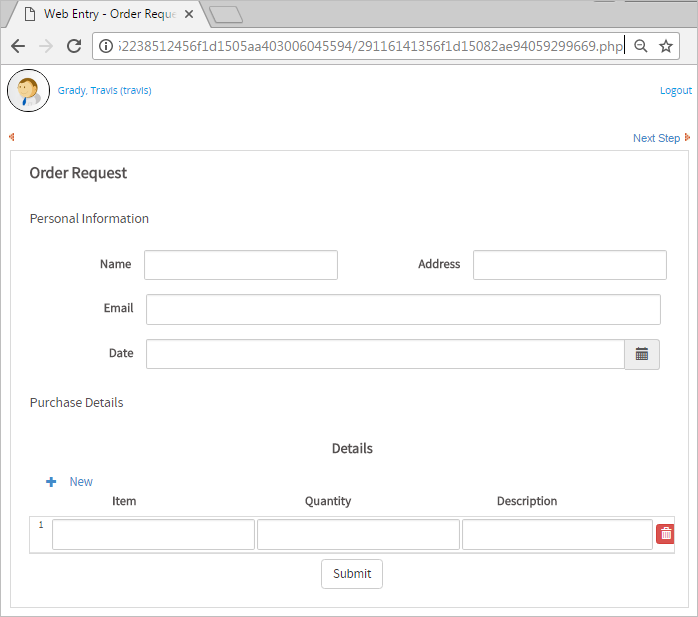 Web Entry - Order Reque
52238512456f1d1505aa403006045594/29116141356f1d15082ae94059299669.php
Grady, Travis (travis)
Logout
Next Step
Order Request
Personal Information
Name
Address
Email
Date
Purchase Details
Details
New
Item Quantity Description
1
Submit